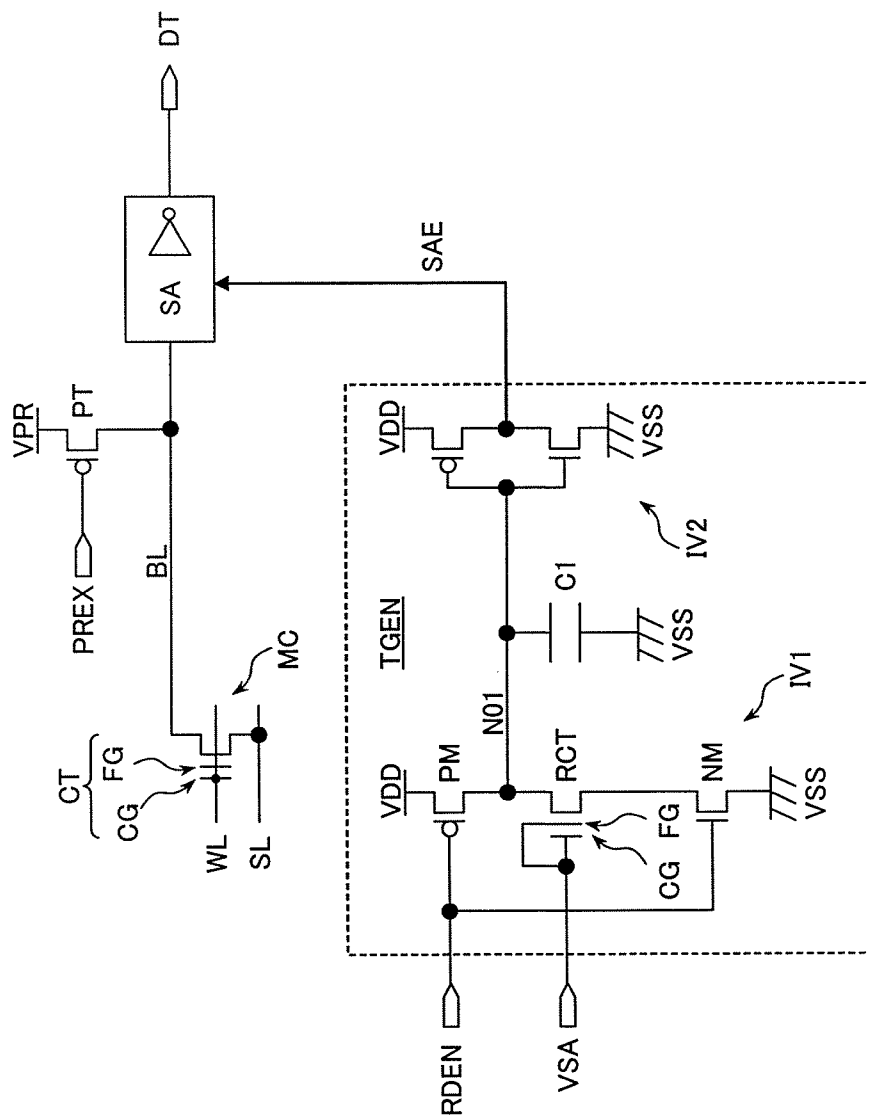 VPR
PT
PREX
BL
SA
DT
CT
FG
CG
WL
SL
MC
SAE
TGEN
VDD
PM
N01
RCT
FG
CG
NM
VSS
IV1
C1
VSS
VDD
VSS
IV2
RDEN
VSA